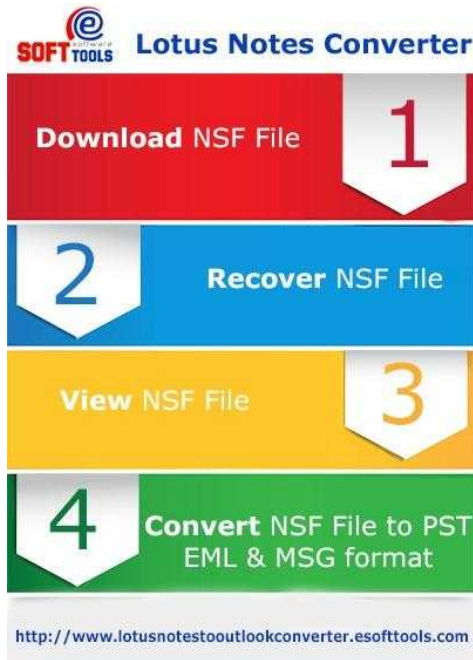 e
software
SOFT TOOLS
Lotus Notes Converter
Download NSF File
1
2
Recover NSF File
View NSF File
3
4
Convert NSF File to PST
EML & MSG format
http://www.lotusnotestooutlookconverter.esofttools.com